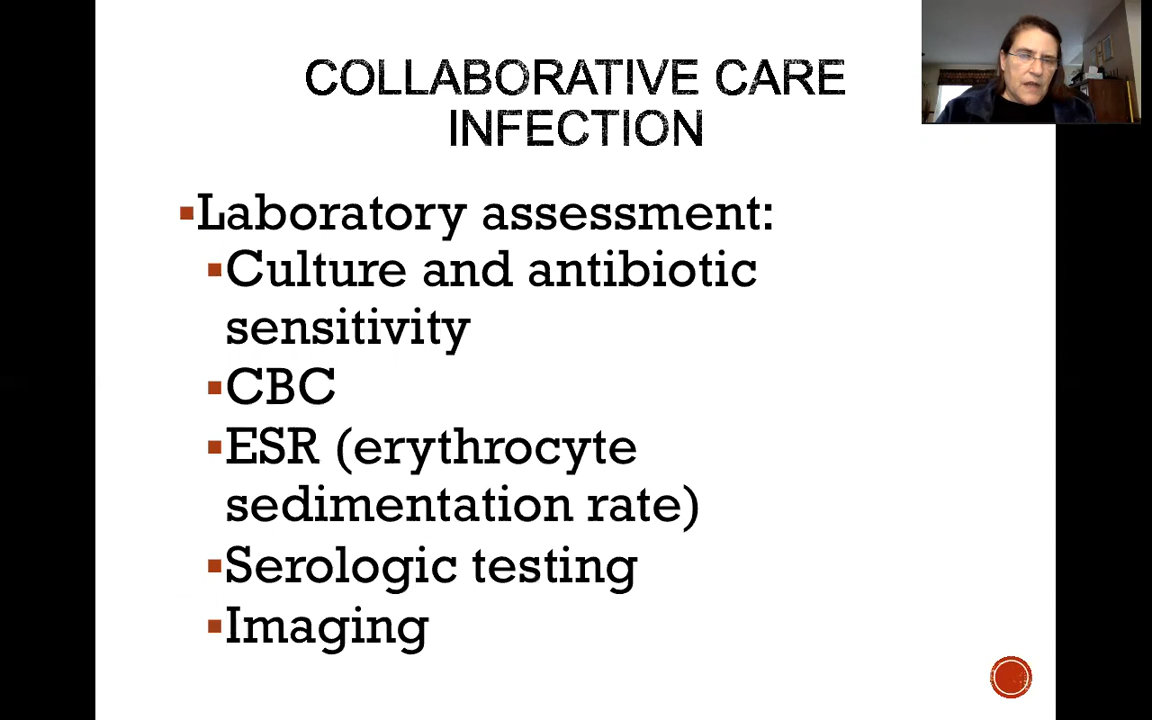 COLLABORATIVE CARE
INFECTION
▪Laboratory assessment:
▪Culture and antibiotic
sensitivity
▪CBC
▪ESR (erythrocyte
sedimentation rate)
▪Serologic testing
▪Imaging